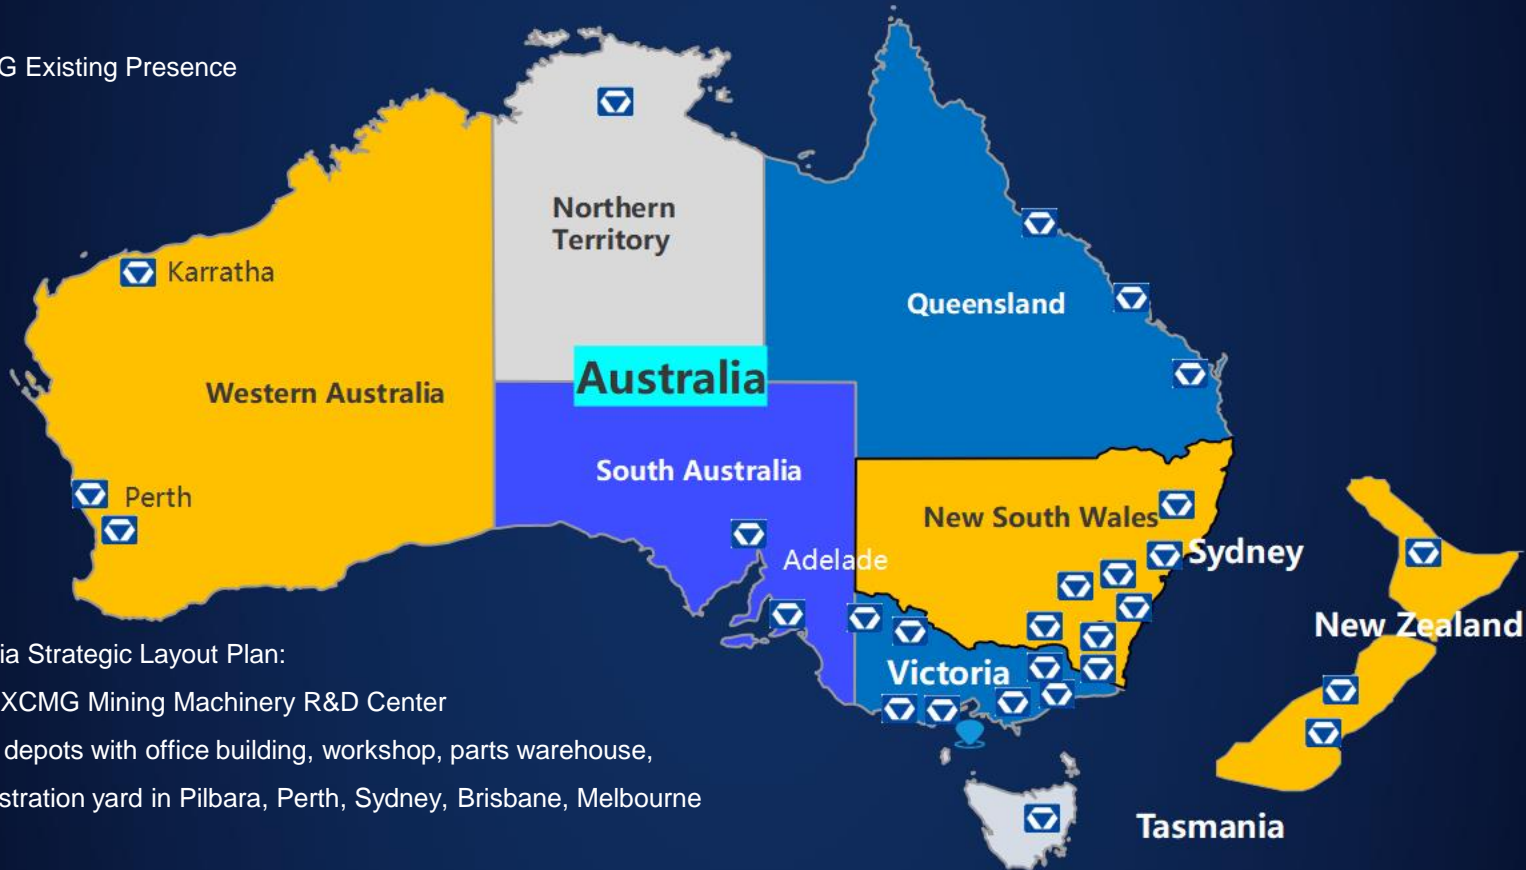 G Existing Presence
Northern
Territory
Karratha
Queensland
Australia
Western Australia
South Australia
Perth
New South Wales
Sydney
Adelade
New Zealand
ia Strategic Layout Plan:
Victoria
XCMG Mining Machinery R&D Center
depots with office building, workshop, parts warehouse,
stration yard in Pilbara, Perth, Sydney, Brisbane, Melbourne
Tasmania